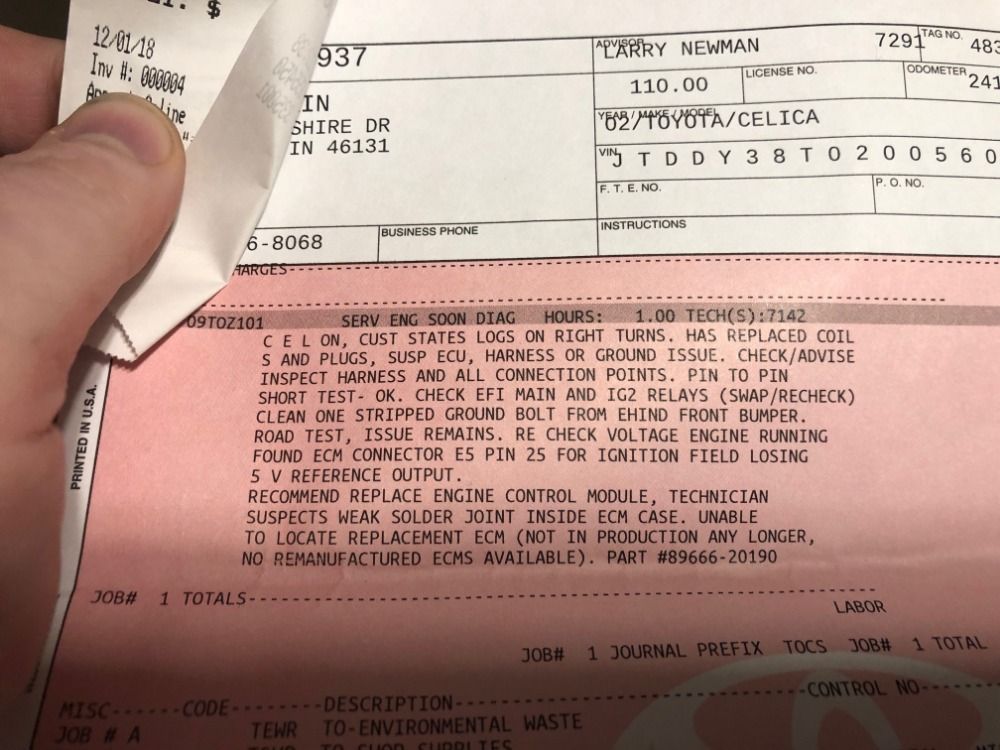 $
12/01/18
Inv #: 000004
937
ADVISOR
LARRY NEWMAN
7291
TAG NO.
483
110.00
LICENSE NO.
ODOMETER
241
IN
SHIRE DR
IN 46131
YEAR / MAKE / MODEL
02/TOYOTA/CELICA
VIN
J T D D Y 3 8 T 0 2 0 0 5 6 0
F. T. E. NO.
P. O. NO.
6-8068
BUSINESS PHONE
INSTRUCTIONS
HARGES
09TOZ101 SERV ENG SOON DIAG HOURS: 1.00 TECH(S):7142
C E L ON, CUST STATES LOGS ON RIGHT TURNS. HAS REPLACED COIL
S AND PLUGS, SUSP ECU, HARNESS OR GROUND ISSUE. CHECK/ADVISE
INSPECT HARNESS AND ALL CONNECTION POINTS. PIN TO PIN
SHORT TEST- OK. CHECK EFI MAIN AND IG2 RELAYS (SWAP/RECHECK)
CLEAN ONE STRIPPED GROUND BOLT FROM EHIND FRONT BUMPER.
ROAD TEST, ISSUE REMAINS. RE CHECK VOLTAGE ENGINE RUNNING
FOUND ECM CONNECTOR E5 PIN 25 FOR IGNITION FIELD LOSING
5 V REFERENCE OUTPUT.
RECOMMEND REPLACE ENGINE CONTROL MODULE, TECHNICIAN
SUSPECTS WEAK SOLDER JOINT INSIDE ECM CASE. UNABLE
TO LOCATE REPLACEMENT ECM (NOT IN PRODUCTION ANY LONGER,
NO REMANUFACTURED ECMS AVAILABLE). PART #89666-20190
PRINTED IN U.S.A.
JOB# 1 TOTALS
LABOR
JOB# 1 JOURNAL PREFIX TOCS JOB# 1 TOTAL
MISC------CODE--------DESCRIPTION------CONTROL NO------
JOB # A TEWR TO-ENVIRONMENTAL WASTE
TO-SHOP SUPPLIES